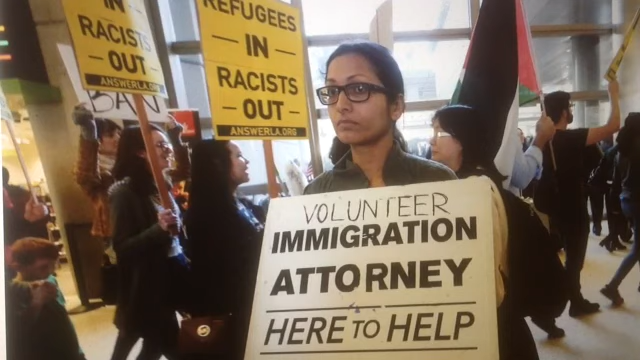 IN
RACISTS
OUT
ANSWERLA.ORG
BAN
REFUGEES
IN
RACISTS
OUT
ANSWERLA.ORG
VOLUNTEER
IMMIGRATION
ATTORNEY
HERE TO HELP